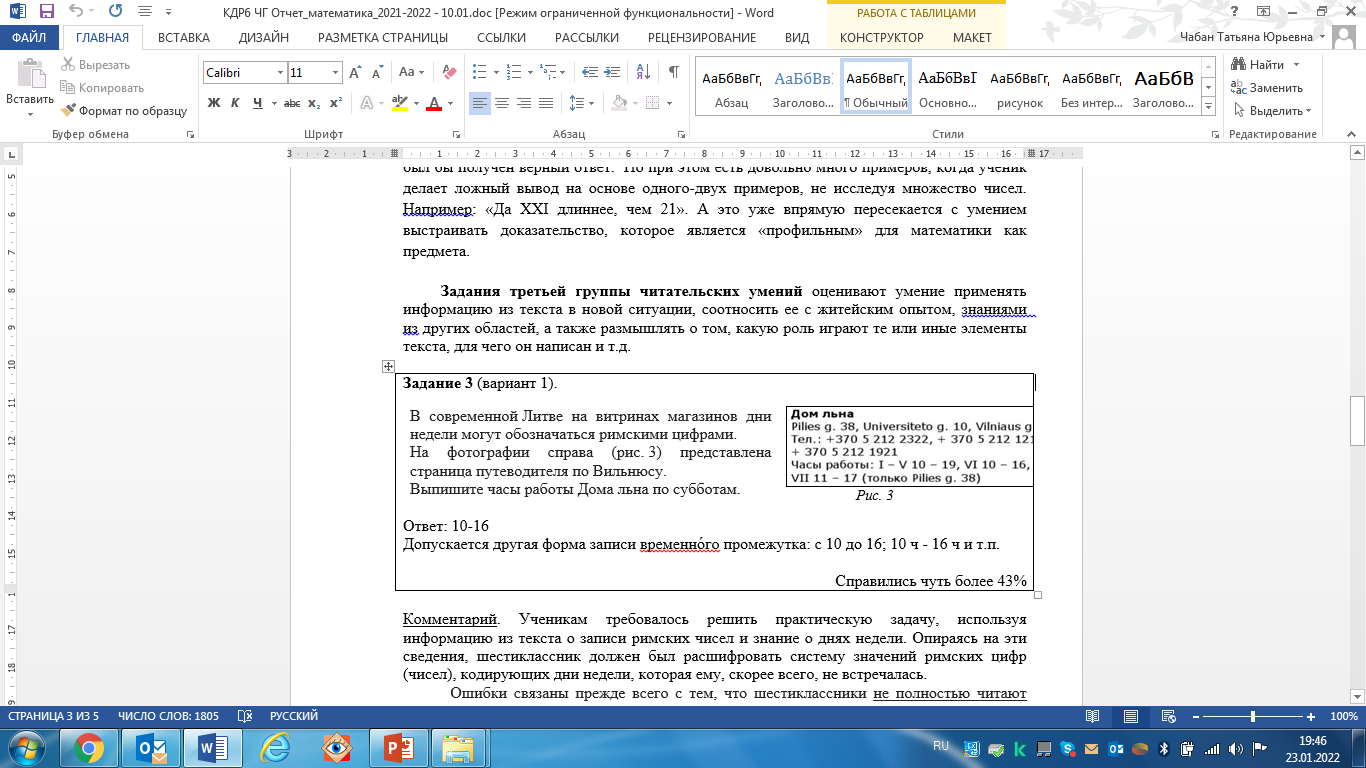 КДР6 ЧГ Отчет_математика_2021-2022 - 10.01.doc [Режим ограниченной функциональности] - Word
РАБОТА С ТАБЛИЦАМИ
ФАЙЛ ГЛАВНАЯ ВСТАВКА ДИЗАЙН РАЗМЕТКА СТРАНИЦЫ ССЫЛКИ РАССЫЛКИ РЕЦЕНЗИРОВАНИЕ ВИД КОНСТРУКТОР МАКЕТ Чабан Татьяна Юрьевна
Вставить
Вырезать
Копировать
Формат по образцу
Буфер обмена
Calibri 11
Ж К Ч
Шрифт
Абзац
АаБбВвГг, АаБбВв АаБбВвГг, АаБбВвІ АаБбВвГг, АаБбВвГг, АаБбВ
Абзац Заголово... ¶ Обычный Основно... рисунок Без интер... Заголово...
Стили
Найти
Заменить
Выделить
Редактирование
был бы получен верный ответ. Но при этом есть довольно много примеров, когда ученик
делает ложный вывод на основе одного-двух примеров, не исследуя множество чисел.
Например: «Да XXI длиннее, чем 21». А это уже впрямую пересекается с умением
выстраивать доказательство, которое является «профильным» для математики как
предмета.
Задания третьей группы читательских умений оценивают умение применять
информацию из текста в новой ситуации, соотносить ее с житейским опытом, знаниями
из других областей, а также размышлять о том, какую роль играют те или иные элементы
текста, для чего он написан и т.д.
Задание 3 (вариант 1).
В современной Литве на витринах магазинов дни
недели могут обозначаться римскими цифрами.
На фотографии справа (рис. 3) представлена
страница путеводителя по Вильнюсу.
Выпишите часы работы Дома льна по субботам.
Дом льна
Pilies g. 38, Universiteto g. 10, Vilniaus g
Тел.: +370 5 212 2322, + 370 5 212 121
+ 370 5 212 1921
Часы работы: I – V 10 – 19, VI 10 – 16,
VII 11 – 17 (только Pilies g. 38)
Рис. 3
Ответ: 10-16
Допускается другая форма записи временно́го промежутка: с 10 до 16; 10 ч - 16 ч и т.п.
Справились чуть более 43%
Комментарий. Ученикам требовалось решить практическую задачу, используя
информацию из текста о записи римских чисел и знание о днях недели. Опираясь на эти
сведения, шестиклассник должен был расшифровать систему значений римских цифр
(чисел), кодирующих дни недели, которая ему, скорее всего, не встречалась.
Ошибки связаны прежде всего с тем, что шестиклассники не полностью читают
СТРАНИЦА 3 ИЗ 5 ЧИСЛО СЛОВ: 1805 РУССКИЙ 100%
RU 19:46
23.01.2022